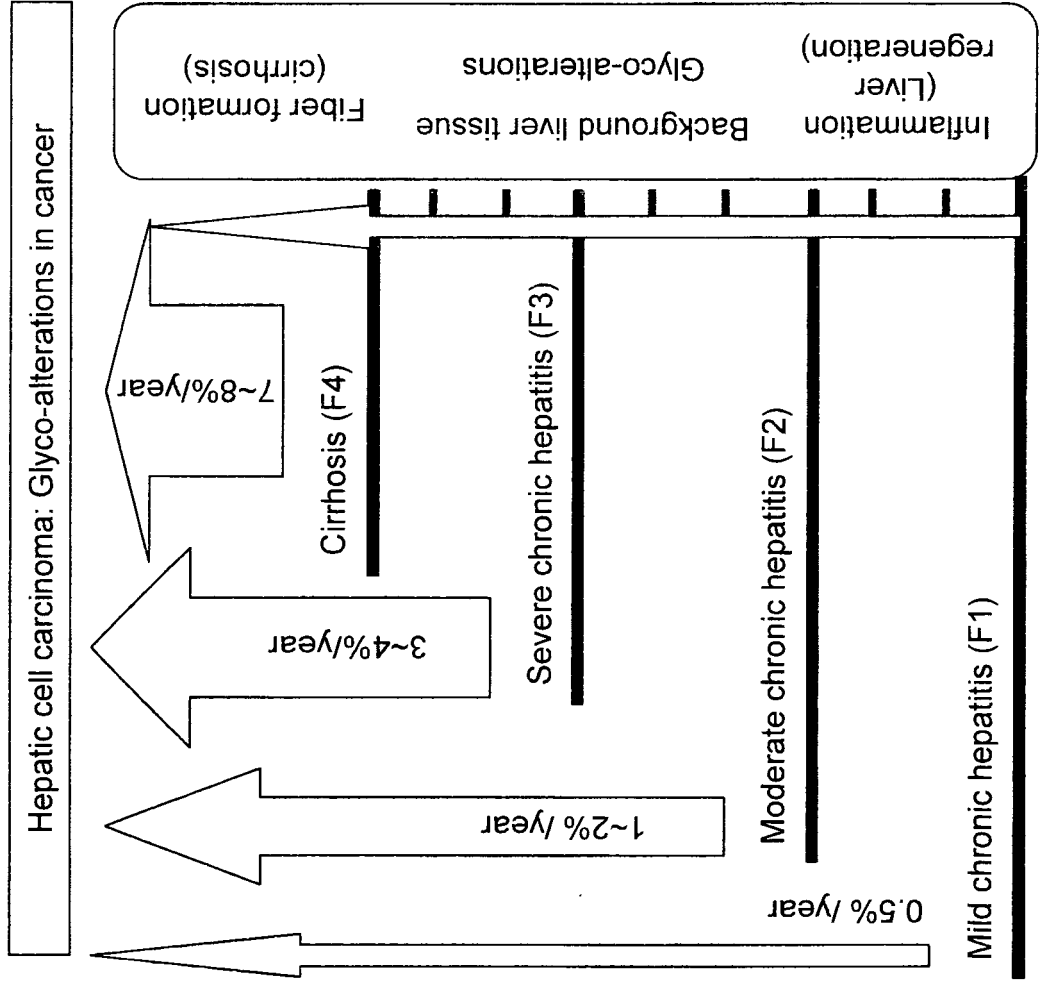 Hepatic cell carcinoma: Glyco-alterations in cancer
7~8%/year
3~4%/year
1~2% /year
0.5% /year
Cirrhosis (F4)
Severe chronic hepatitis (F3)
Moderate chronic hepatitis (F2)
Mild chronic hepatitis (F1)
Fiber formation
(cirrhosis)
Background liver tissue
Glyco-alterations
Inflammation
(Liver
regeneration)